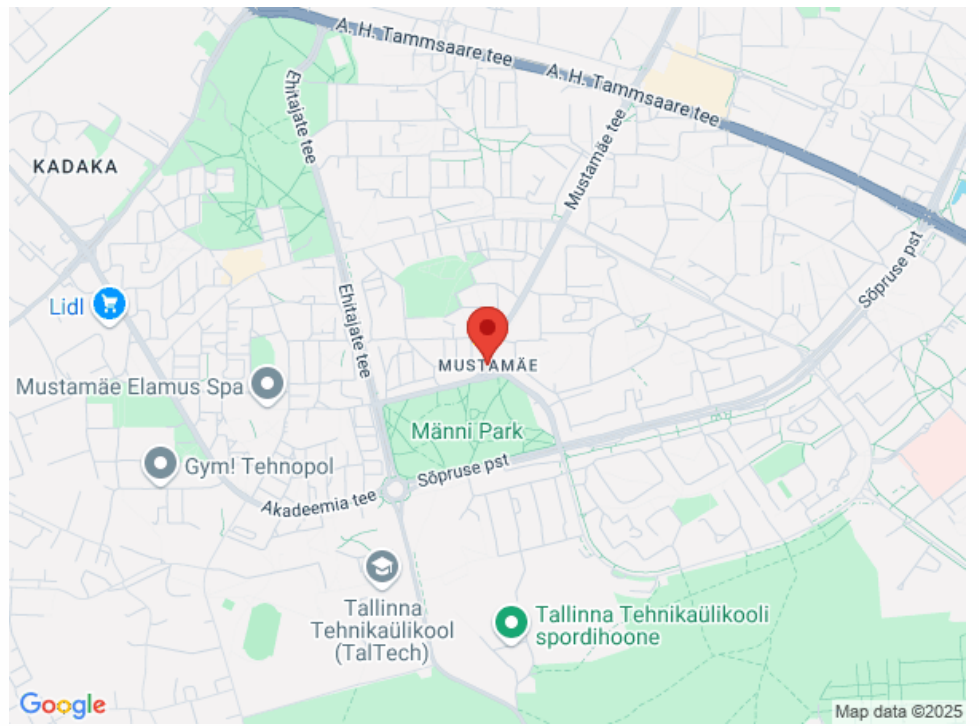 A. H. Tammsaare tee
A. H. Tammsaare tee
Ehitajate tee
Mustamäe tee
KADAKA
Sõpruse pst
Lidl
Ehitajate tee
MUSTAMÄE
Mustamäe Elamus Spa
Männi Park
Gym! Tehnopol
Sõpruse pst
Akadeemia tee
Tallinna
Tehnikaülikool
(TalTech)
Tallinna Tehnikaülikooli
spordihoone
Google
Map data ©2025